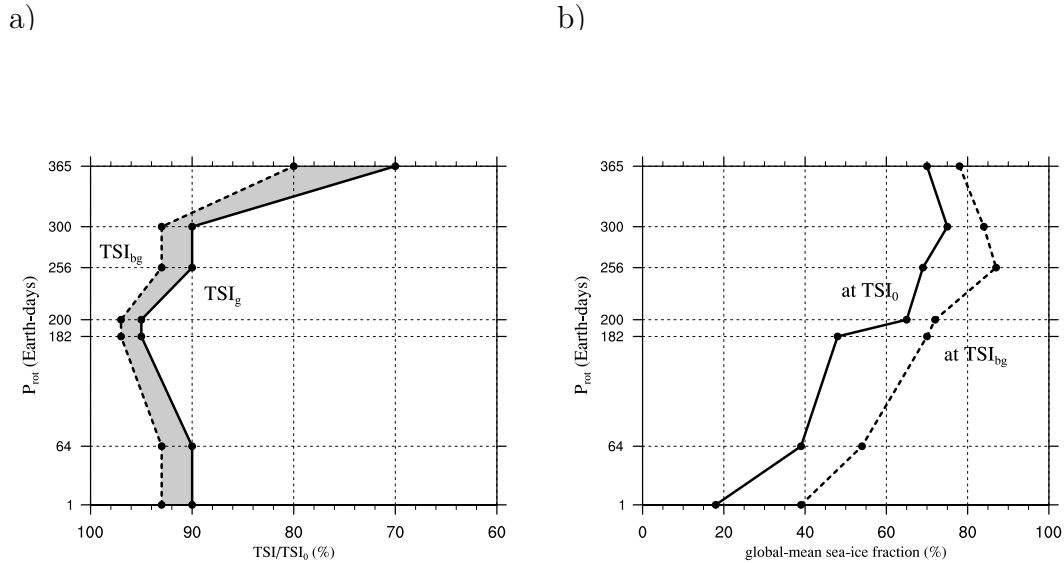 a)
b)
365
300
256
200
182
64
1
P_rot (Earth-days)
TSI_bg
TSI_g
100 90 80 70 60
TSI/TSI_0 (%)
365
300
256
200
182
64
1
P_rot (Earth-days)
at TSI_0
at TSI_bg
0 20 40 60 80 100
global-mean sea-ice fraction (%)